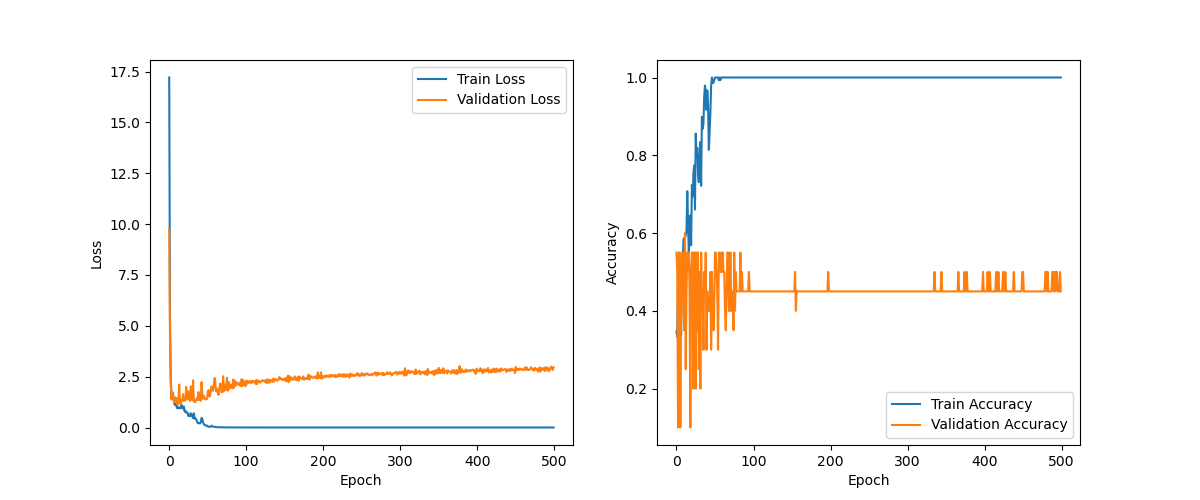 17.5
15.0
12.5
10.0
7.5
5.0
2.5
0.0
Loss
0 100 200 300 400 500
Epoch
Train Loss
Validation Loss
1.0
0.8
0.6
0.4
0.2
Accuracy
0 100 200 300 400 500
Epoch
Train Accuracy
Validation Accuracy